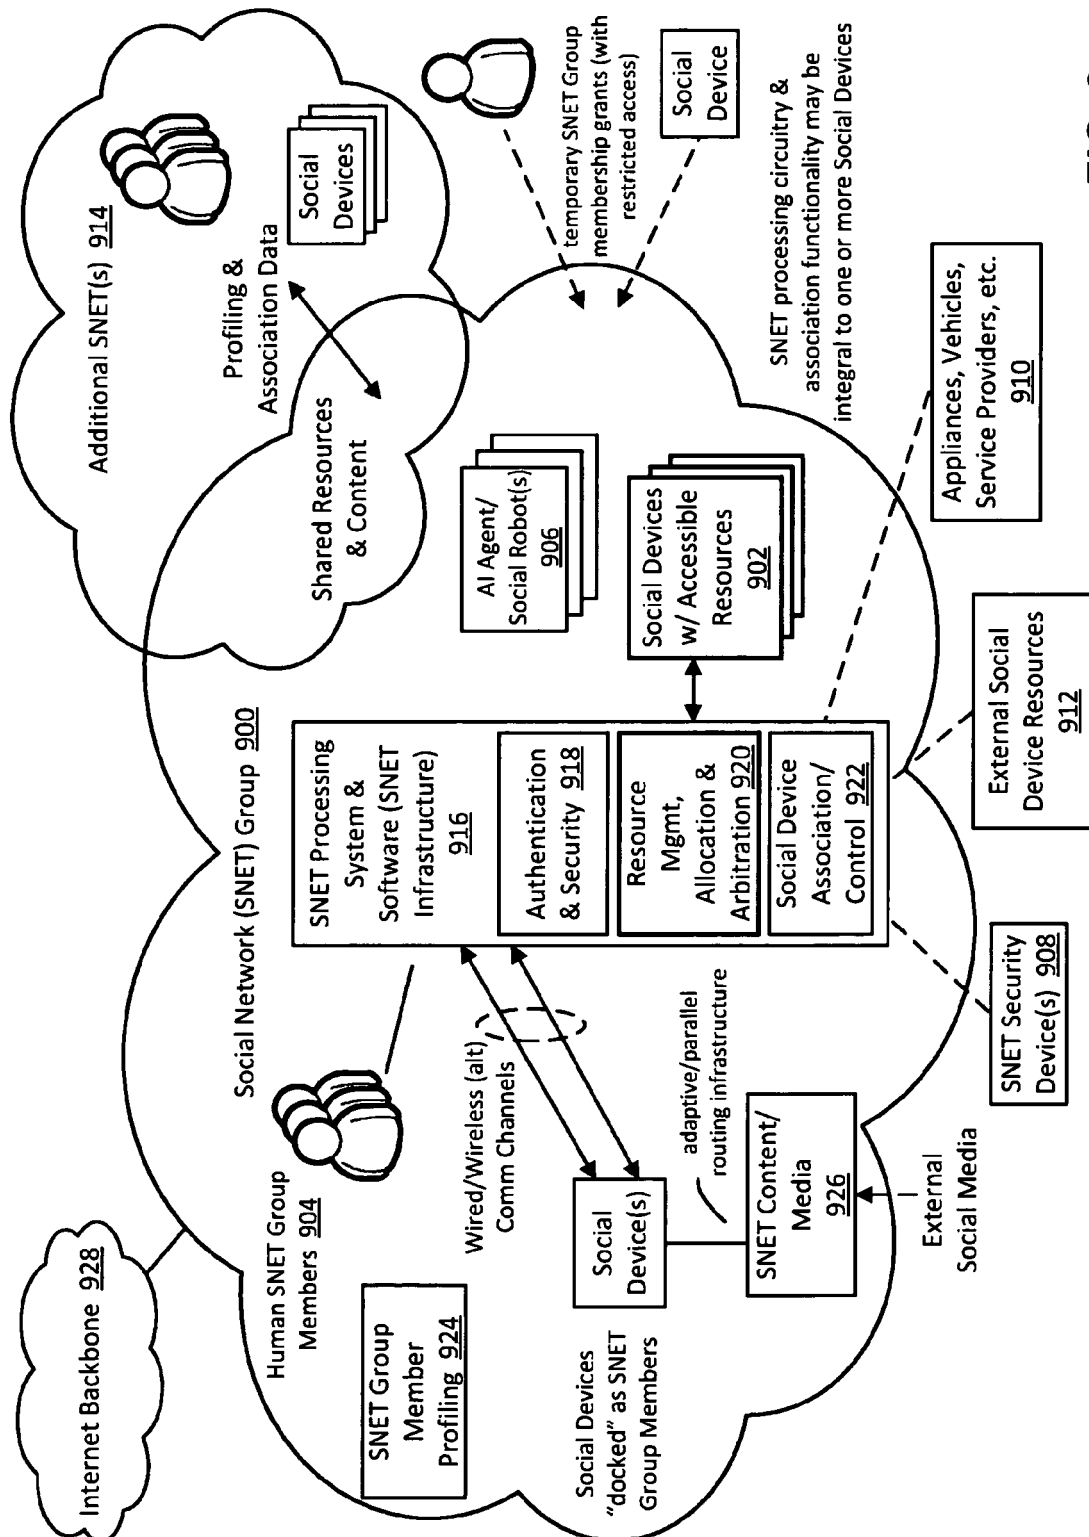 Internet Backbone 928
Additional SNET(s) 914
Profiling &
Association Data
Social
Devices
Shared Resources
& Content
temporary SNET Group
membership grants (with
restricted access)
Social
Device
SNET processing circuitry &
association functionality may be
integral to one or more Social Devices
Social Network (SNET) Group 900
Human SNET Group
Members 904
SNET Group
Member
Profiling 924
SNET Processing
System &
Software (SNET
Infrastructure)
916
Authentication
& Security 918
Resource
Mgmt,
Allocation &
Arbitration 920
Social Device
Association/
Control 922
AI Agent/
Social Robot(s)
906
Social Devices
w/ Accessible
Resources
902
Wired/Wireless (alt)
Comm Channels
Social
Device(s)
Social Devices
“docked” as SNET
Group Members
adaptive/parallel
routing infrastructure
SNET Content/
Media
926
External
Social Media
SNET Security
Device(s) 908
External Social
Device Resources
912
Appliances, Vehicles,
Service Providers, etc.
910